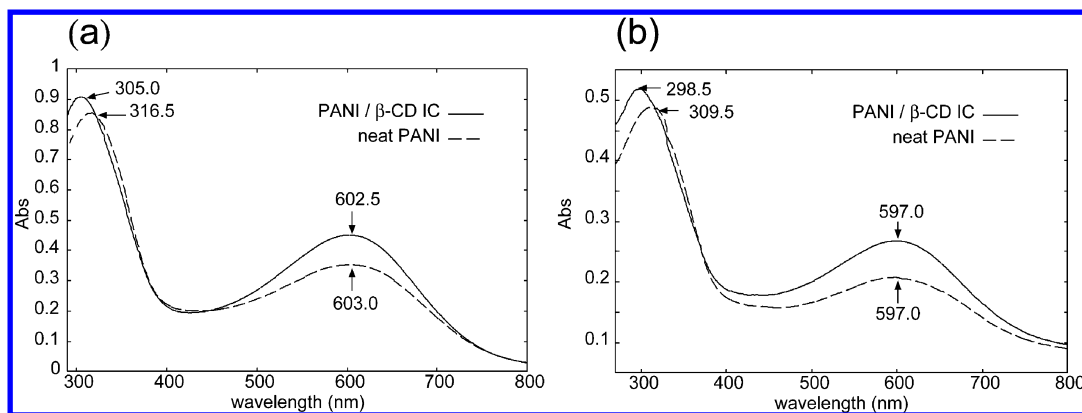 (a)
1
0.9
0.8
0.7
0.6
0.5
0.4
0.3
0.2
0.1
0
Abs
305.0
316.5
PANI / β-CD IC
neat PANI
602.5
603.0
300 400 500 600 700 800
wavelength (nm)
(b)
0.5
0.4
0.3
0.2
0.1
Abs
298.5
309.5
PANI / β-CD IC
neat PANI
597.0
597.0
300 400 500 600 700 800
wavelength (nm)